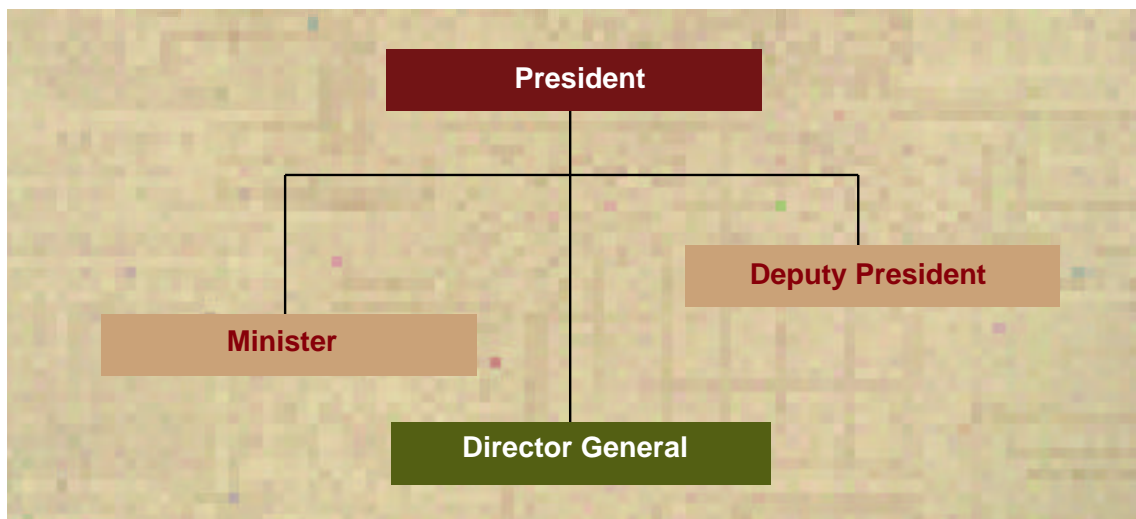 President
Deputy President
Minister
Director General